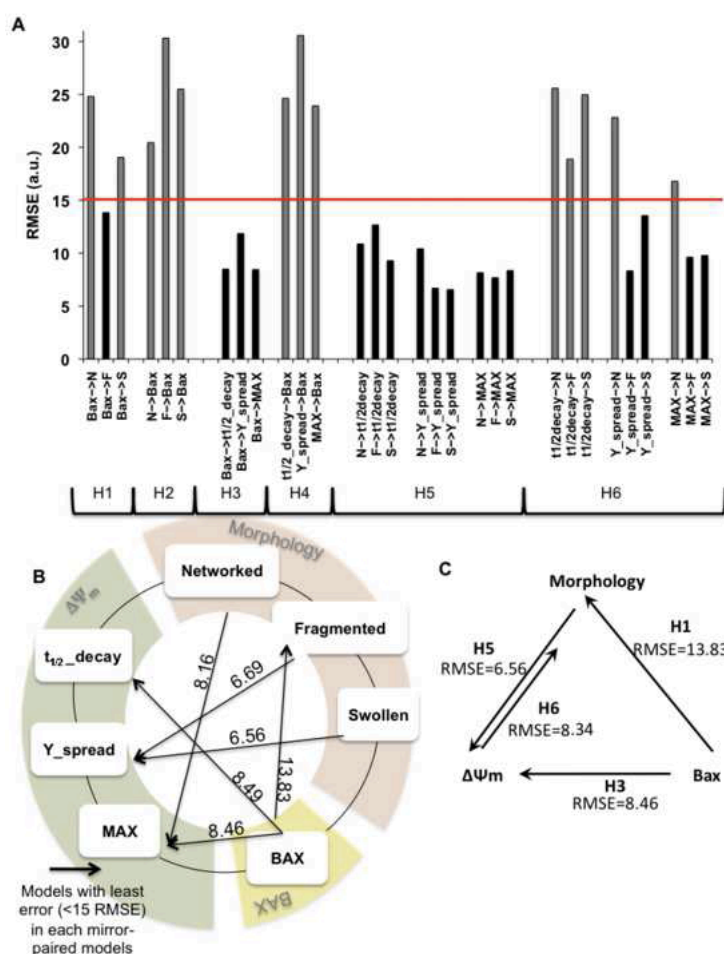 A
RMSE (a.u.)
35
30
25
20
15
10
5
0
Bax->N
Bax->F
Bax->S
N->Bax
F->Bax
S->Bax
Bax->t1/2_decay
Bax->Y_spread
Bax->MAX
t1/2_decay->Bax
Y_spread->Bax
MAX->Bax
N->t1/2decay
F->t1/2decay
S->t1/2decay
N->Y_spread
F->Y_spread
S->Y_spread
N->MAX
F->MAX
S->MAX
t1/2decay->N
t1/2decay->F
t1/2decay->S
Y_spread->N
Y_spread->F
Y_spread->S
MAX->N
MAX->F
MAX->S
H1
H2
H3
H4
H5
H6
B
Morphology
ΔΨm
BAX
Networked
Fragmented
Swollen
t1/2_decay
Y_spread
MAX
BAX
8.16
6.69
6.56
8.49
13.83
8.46
Models with least
error (<15 RMSE)
in each mirror-
paired models
C
Morphology
H5
RMSE=6.56
H1
RMSE=13.83
H6
RMSE=8.34
ΔΨm
Bax
H3
RMSE=8.46